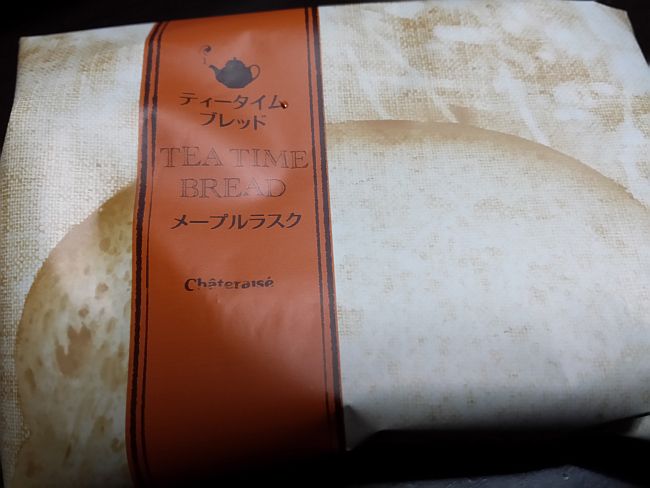 ティータイム
ブレッド
TEA TIME
BREAD
メープルラスク
Châteraisé